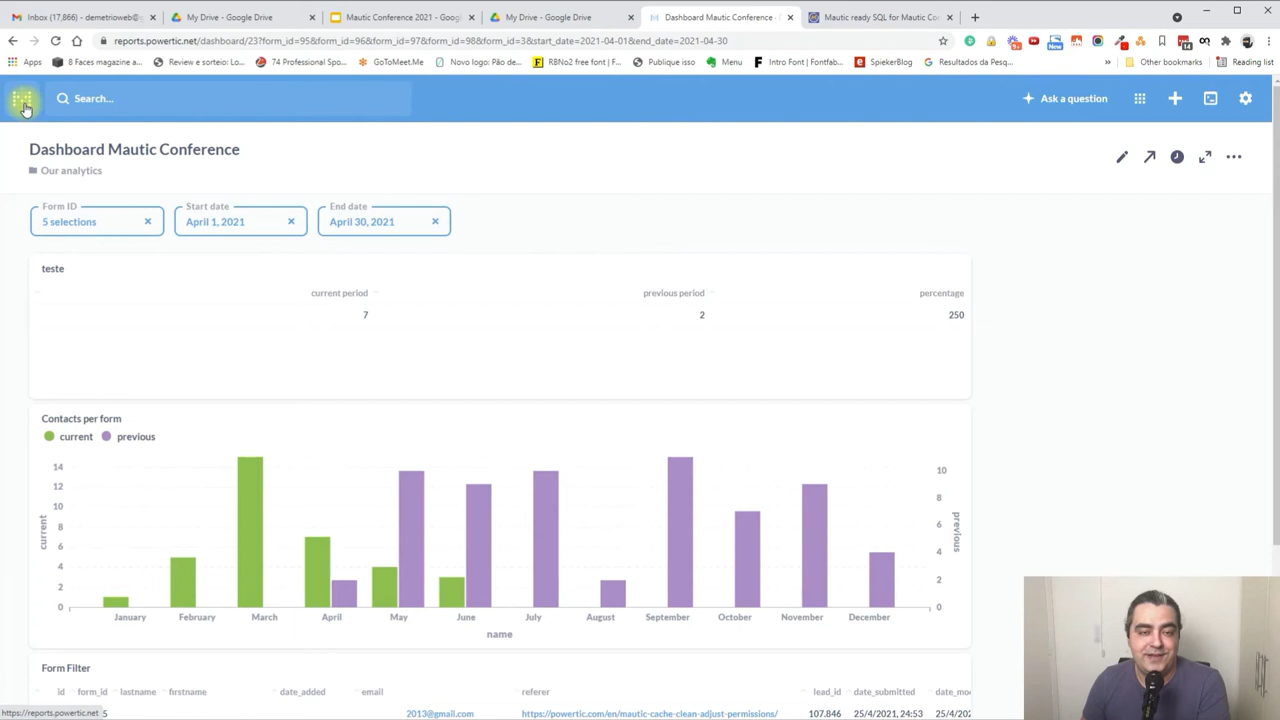 Inbox (17,866) - demetrioweb@g
My Drive - Google Drive
Mautic Conference 2021 - Googl
My Drive - Google Drive
Dashboard Mautic Conference
Mautic ready SQL for Mautic Co
reports.powertic.net/dashboard/23?form_id=95&form_id=96&form_id=97&form_id=98&form_id=3&start_date=2021-04-01&end_date=2021-04-30
Apps
8 Faces magazine a...
Review e sorteio: Lo...
74 Professional Spo...
GoToMeet.Me
Novo logo: Pão de...
RBNo2 free font | F...
Publique isso
Menu
Intro Font | Fontfab...
SpiekerBlog
Resultados da Pesq...
»
Other bookmarks
Reading list
Search...
Ask a question
Dashboard Mautic Conference
Our analytics
Form ID
5 selections
Start date
April 1, 2021
End date
April 30, 2021
teste
current period
previous period
percentage
7
2
250
Contacts per form
current
previous
14
12
10
8
6
4
2
0
current
10
8
6
4
2
0
previous
January
February
March
April
May
June
July
August
September
October
November
December
name
Form Filter
id
form_id
lastname
firstname
date_added
email
referer
lead_id
date_submitted
date_mo
5
2013@gmail.com
https://powertic.com/en/mautic-cache-clean-adjust-permissions/
107.846
25/4/2021, 24:53
25/4/202
https://reports.powertic.net